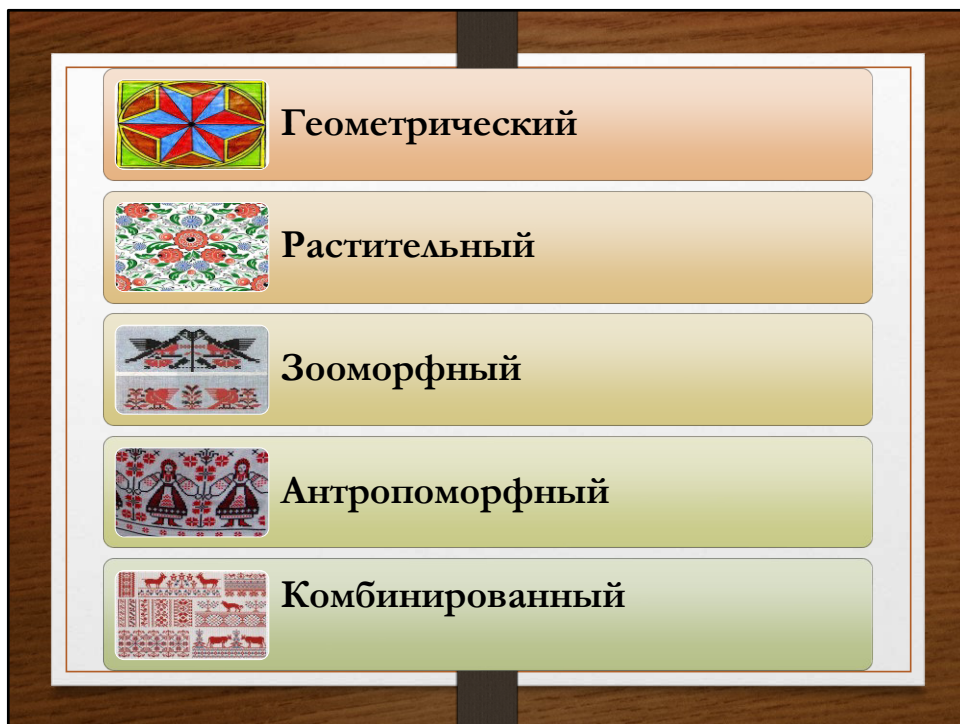 Геометрический
Растительный
Зооморфный
Антропоморфный
Комбинированный